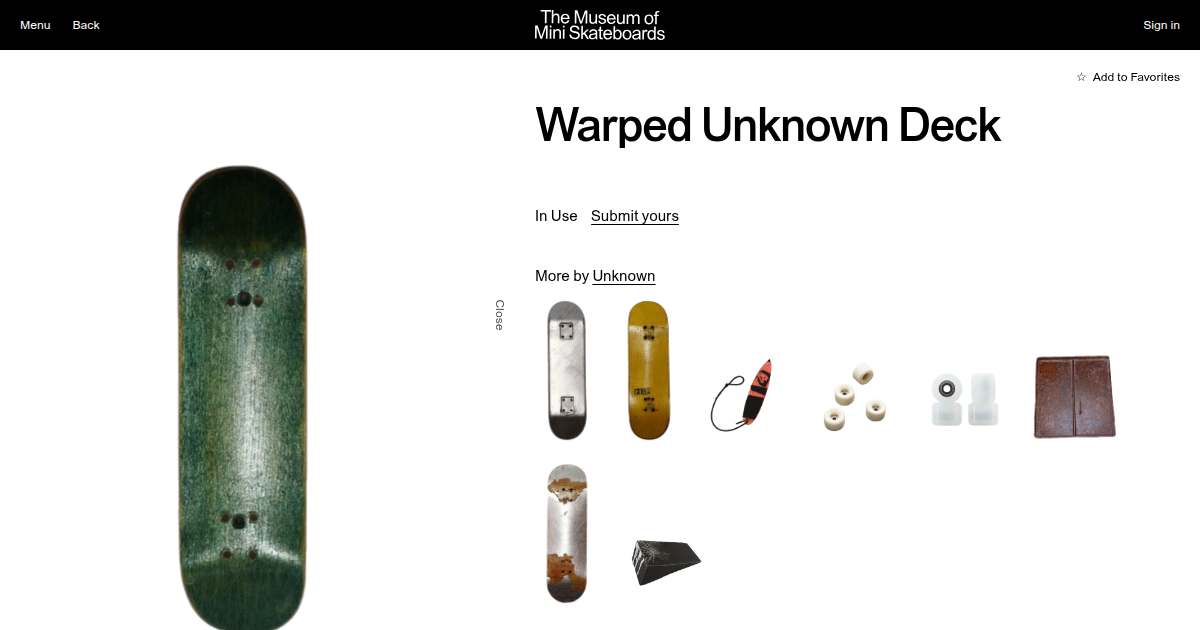 Menu
Back
The Museum of
Mini Skateboards
Sign in
☆ Add to Favorites
Warped Unknown Deck
In Use Submit yours
More by Unknown
Close